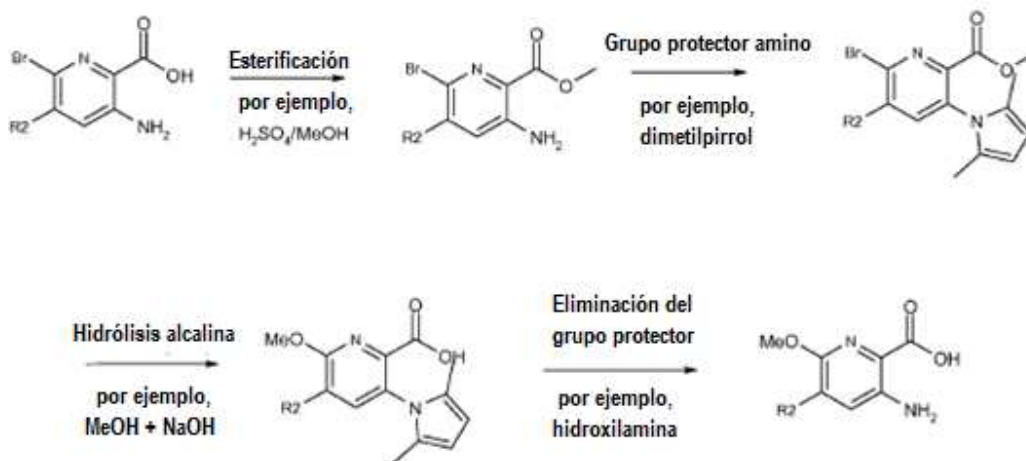 Esterificación
por ejemplo,
H₂SO₄/MeOH
Grupo protector amino
por ejemplo,
dimetilpirrol
Br
N
O
OH
R2
NH₂
Br
N
O
O
R2
NH₂
Br
N
O
O
R2
N
Hidrólisis alcalina
por ejemplo,
MeOH + NaOH
Eliminación del
grupo protector
por ejemplo,
hidroxilamina
MeO
N
O
OH
R2
N
MeO
N
O
OH
R2
NH₂